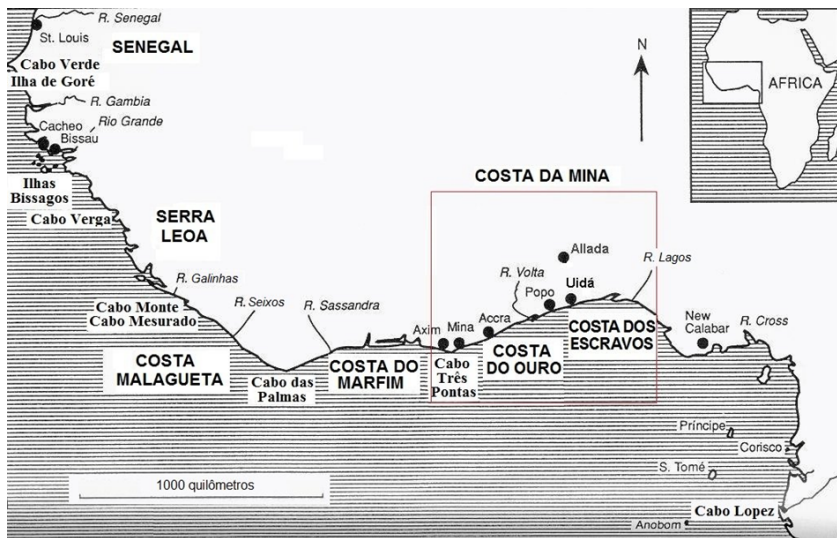 R. Senegal
St. Louis
SENEGAL
Cabo Verde
Ilha de Goré
R. Gambia
Rio Grande
Cacheo
Bissau
Ilhas
Bissagos
Cabo Verga
SERRA
LEOA
R. Galinhas
Cabo Monte
Cabo Mesurado
R. Seixos
COSTA
MALAGUETA
Cabo das
Palmas
R. Sassandra
COSTA DO
MARFIM
N
AFRICA
COSTA DA MINA
Allada
R. Volta
Popo
Uidá
R. Lagos
Axim
Mina
Accra
Cabo
Três
Pontas
COSTA
DO OURO
COSTA DOS
ESCRAVOS
New
Calabar
R. Cross
Príncipe
Corisco
S. Tomé
Cabo Lopez
Anobom
1000 quilômetros